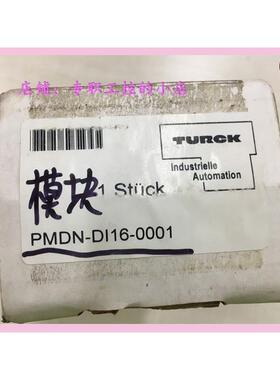 店铺：专职工控的小店
TURCK
Industrielle
Automation
模块
1 Stück
PMDN-DI16-0001